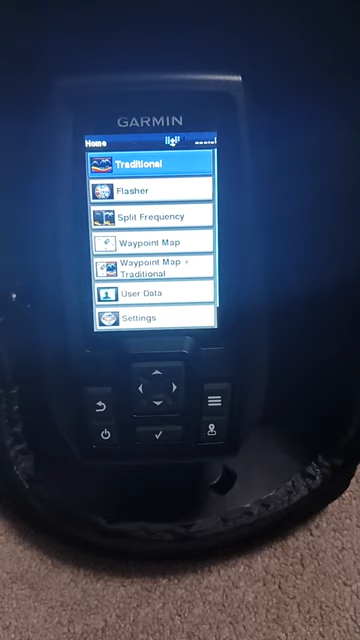 GARMIN
Home
Traditional
Flasher
Split Frequency
Waypoint Map
Waypoint Map +
Traditional
User Data
Settings